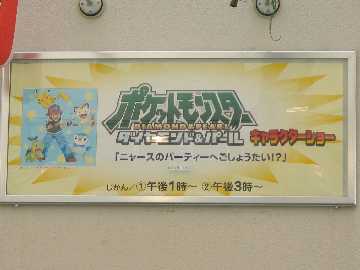 ポケットモンスター
DIAMOND&PEARL
ダイヤモンド&パール キャラクターショー
「ニャースのパーティーへごしょうたい!?」
じかん/①午後1時〜 ②午後3時〜